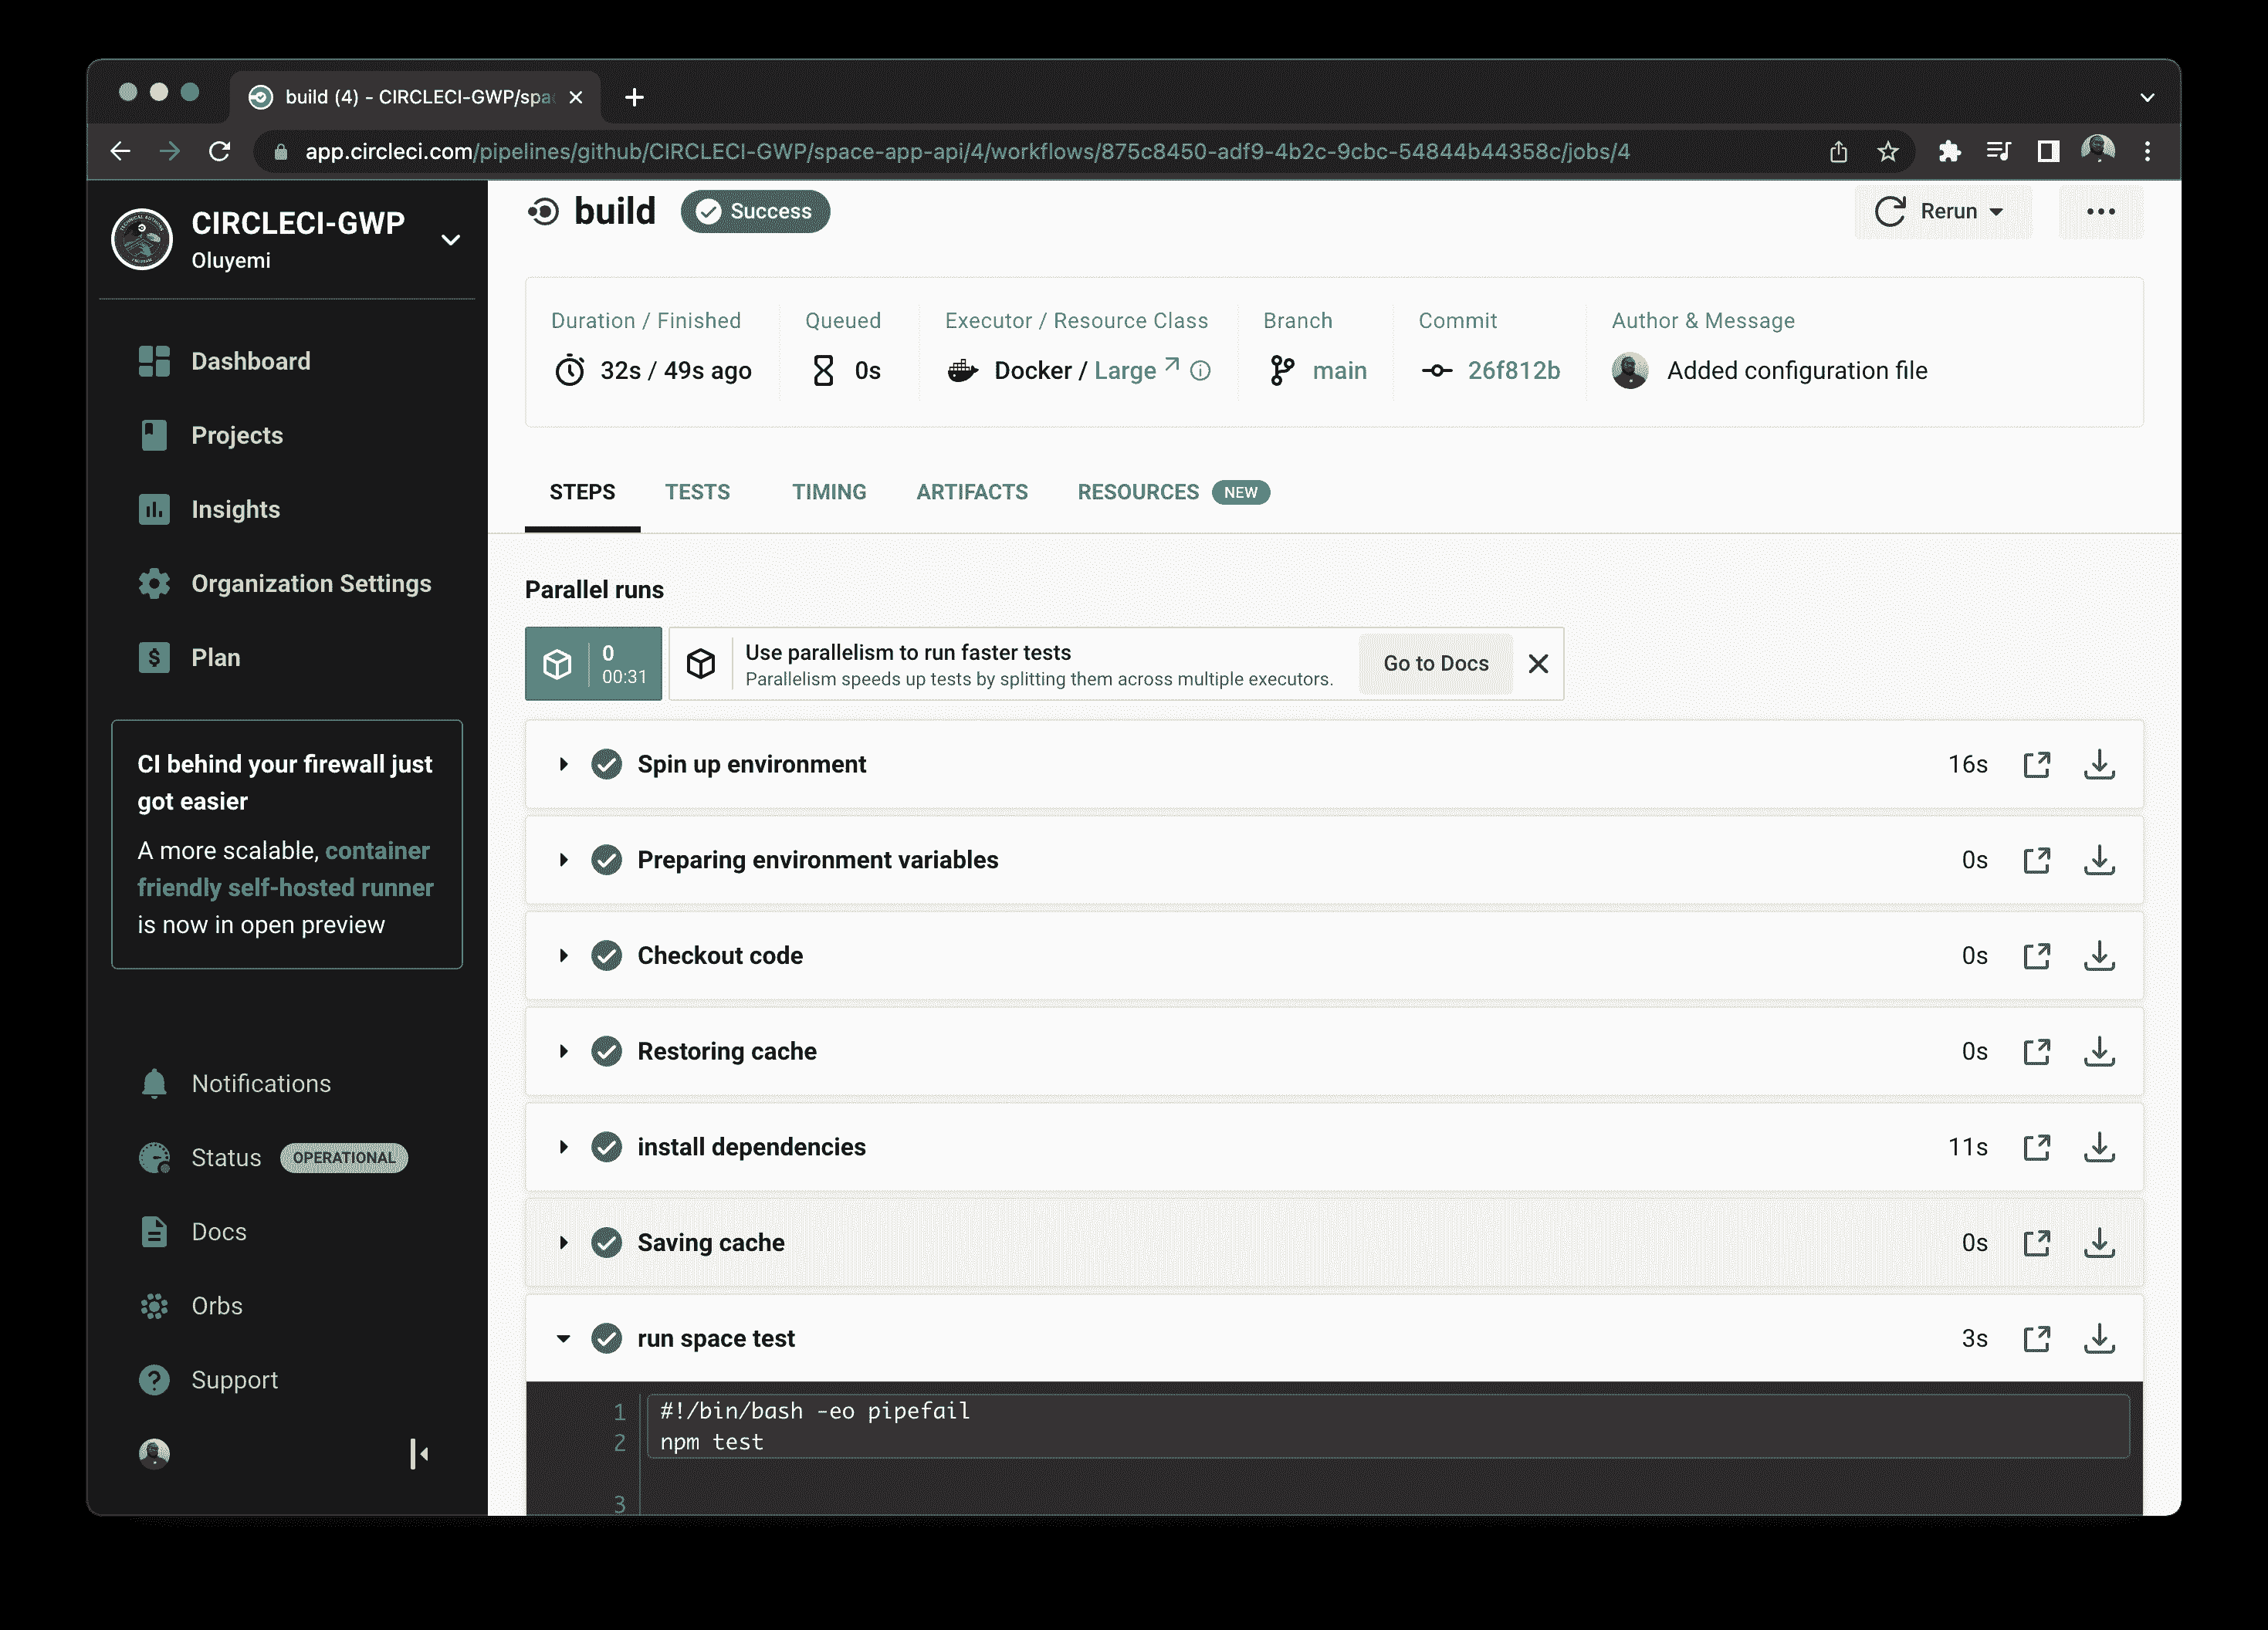 build (4) - CIRCLECI-GWP/spa
app.circleci.com/pipelines/github/CIRCLECI-GWP/space-app-api/4/workflows/875c8450-adf9-4b2c-9cbc-54844b44358c/jobs/4
CIRCLECI-GWP
Oluyemi
Dashboard
Projects
Insights
Organization Settings
Plan
CI behind your firewall just
got easier
A more scalable, container
friendly self-hosted runner
is now in open preview
Notifications
Status OPERATIONAL
Docs
Orbs
Support
build Success
Rerun
Duration / Finished
32s / 49s ago
Queued
0s
Executor / Resource Class
Docker / Large
Branch
main
Commit
26f812b
Author & Message
Added configuration file
STEPS TESTS TIMING ARTIFACTS RESOURCES NEW
Parallel runs
0
00:31
Use parallelism to run faster tests
Parallelism speeds up tests by splitting them across multiple executors.
Go to Docs
Spin up environment 16s
Preparing environment variables 0s
Checkout code 0s
Restoring cache 0s
install dependencies 11s
Saving cache 0s
run space test 3s
1 #!/bin/bash -eo pipefail
2 npm test
3